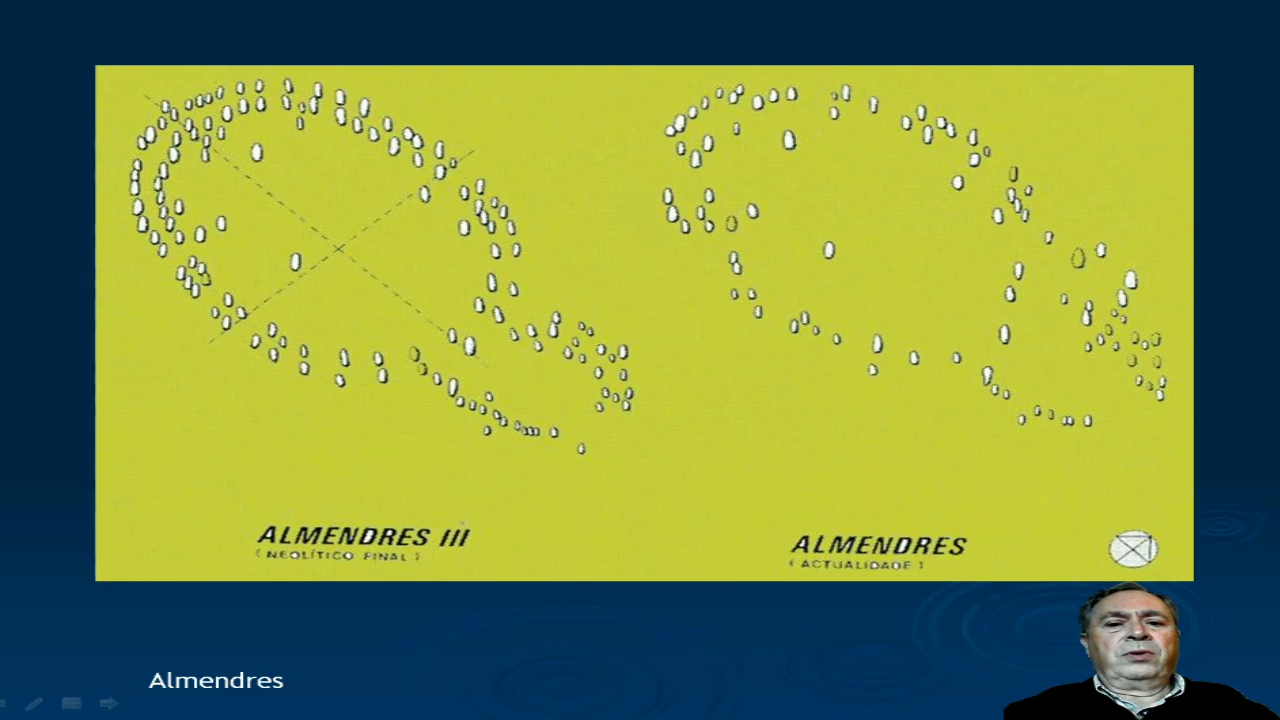 ALMENDRES III
( NEOLÍTICO FINAL )
ALMENDRES
( ACTUALIDADE )
Almendres